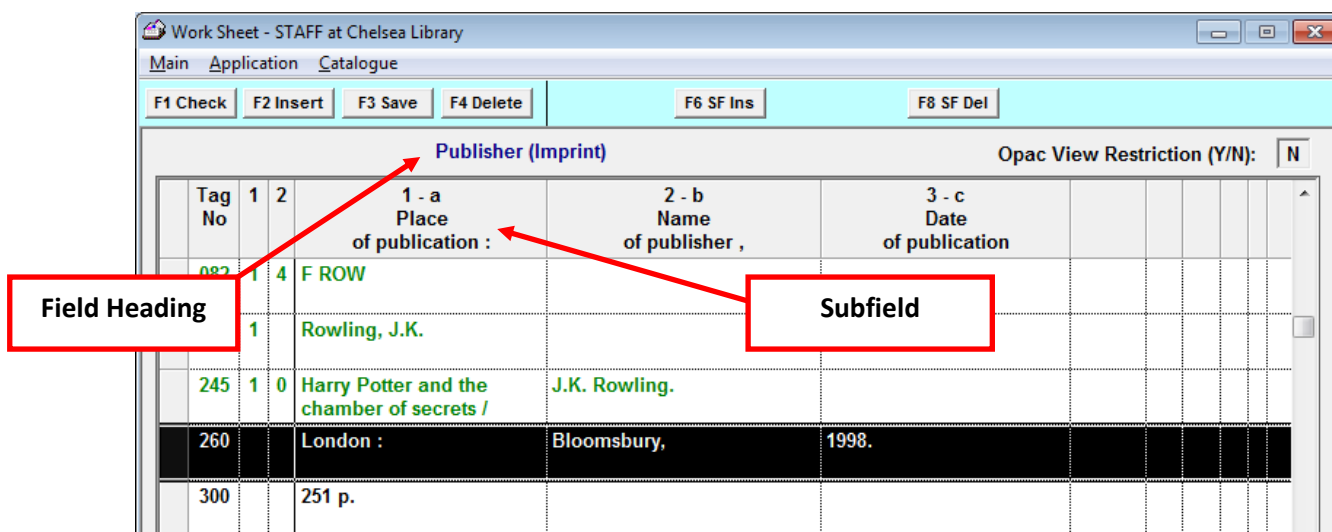 Work Sheet - STAFF at Chelsea Library
Main Application Catalogue
F1 Check F2 Insert F3 Save F4 Delete F6 SF Ins F8 SF Del
Publisher (Imprint) Opac View Restriction (Y/N): N
Tag 1 2 1 - a 2 - b 3 - c
No Place Name Date
of publication : of publisher , of publication
082 1 4 F ROW
Field Heading
Subfield
1 Rowling, J.K.
245 1 0 Harry Potter and the J.K. Rowling.
chamber of secrets /
260 London : Bloomsbury, 1998.
300 251 p.